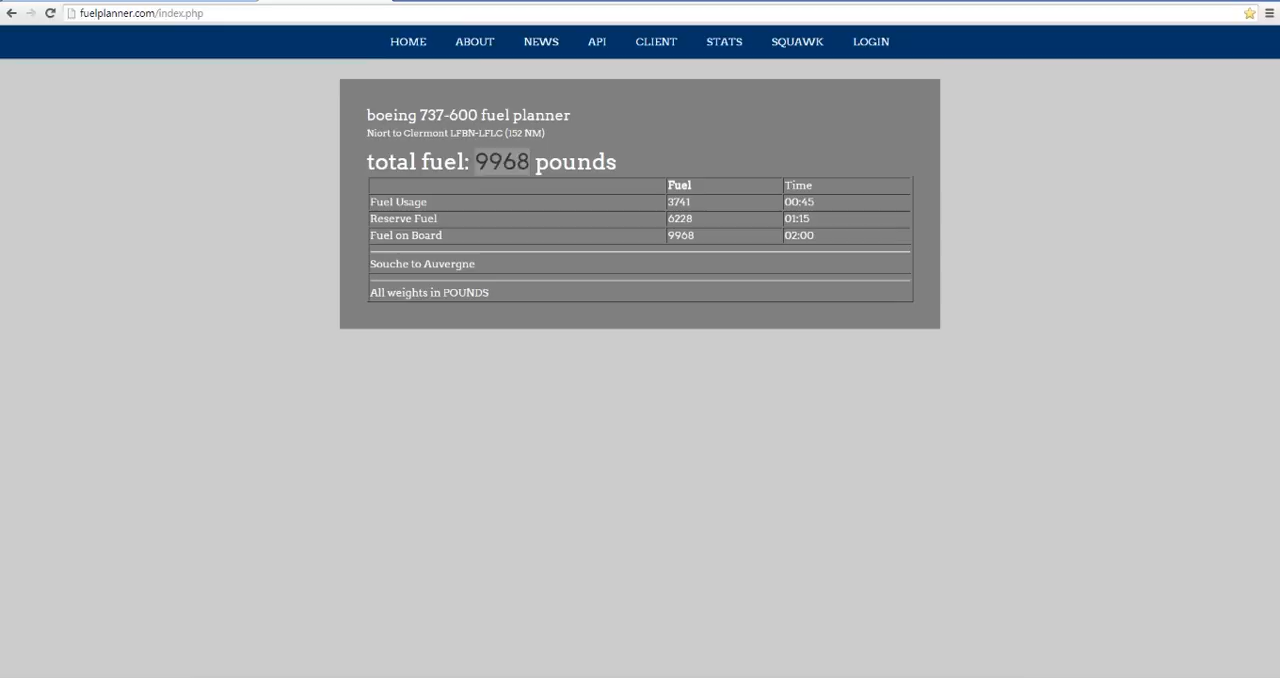 fuelplanner.com/index.php
HOME ABOUT NEWS API CLIENT STATS SQUAWK LOGIN
boeing 737-600 fuel planner
Niort to Clermont LFBN-LFLC (152 NM)
total fuel: 9968 pounds
Fuel Time
Fuel Usage 3741 00:45
Reserve Fuel 6228 01:15
Fuel on Board 9968 02:00
Souche to Auvergne
All weights in POUNDS